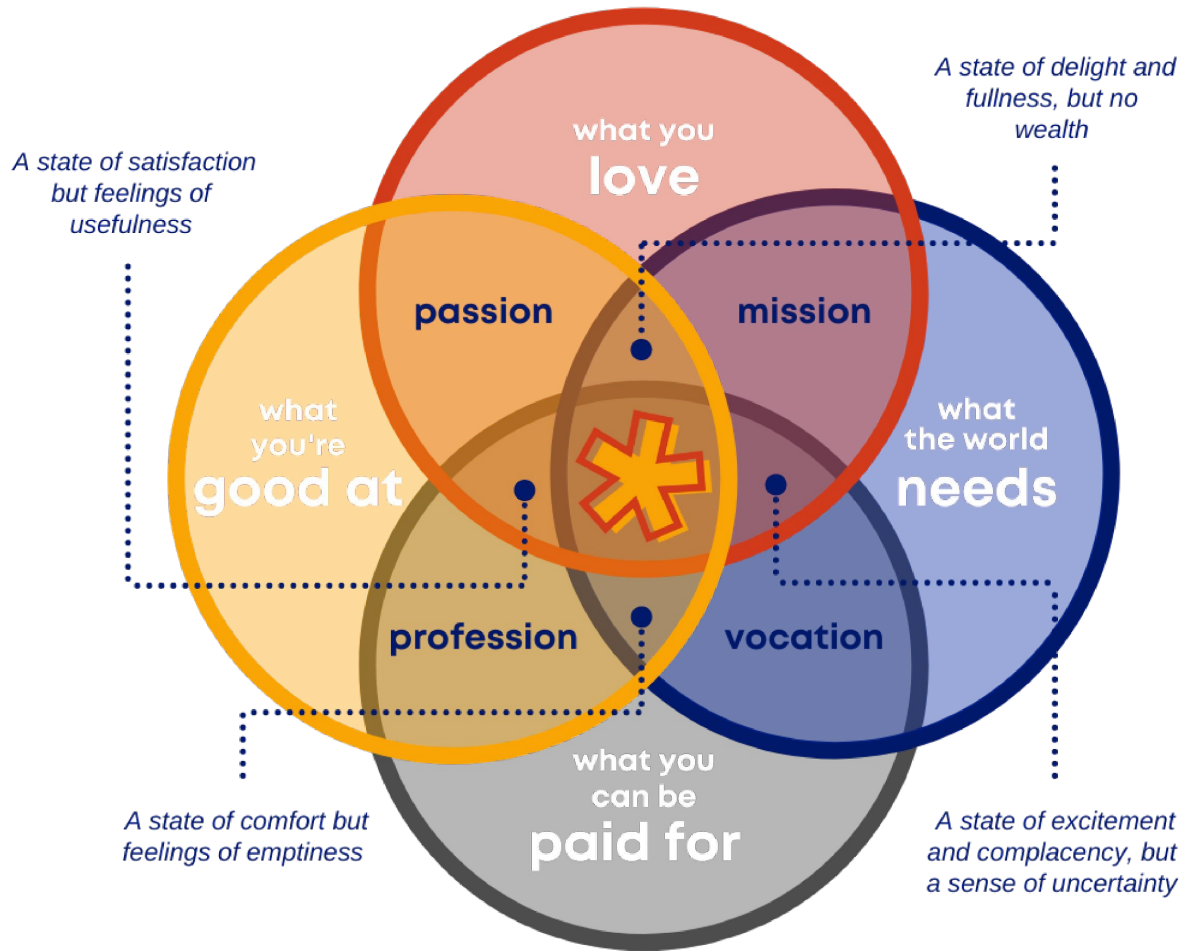 A state of delight and
fullness, but no
wealth
what you
love
A state of satisfaction
but feelings of
usefulness
passion
mission
what
you're
good at
what
the world
needs
profession
vocation
what you
can be
paid for
A state of comfort but
feelings of emptiness
A state of excitement
and complacency, but
a sense of uncertainty